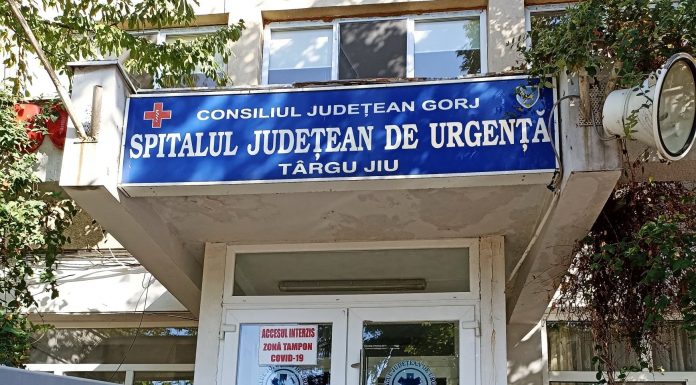 CONSILIUL JUDEȚEAN GORJ
SPITALUL JUDEȚEAN DE URGENȚĂ
TÂRGU JIU
ACCESUL INTERZIS
ZONĂ TAMPON
COVID-19